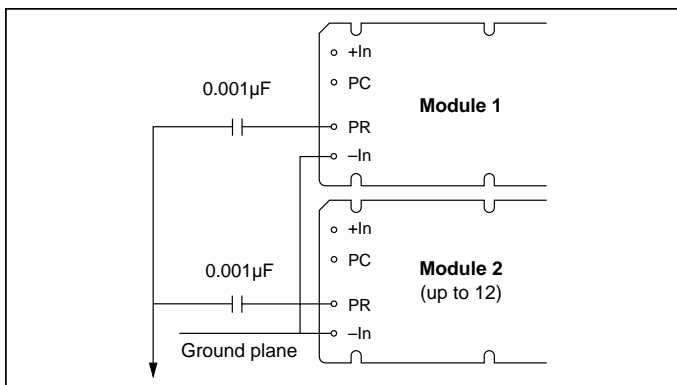 +In
0.001µF
PC
Module 1
PR
–In
+In
0.001µF
PC
Module 2
(up to 12)
PR
–In
Ground plane